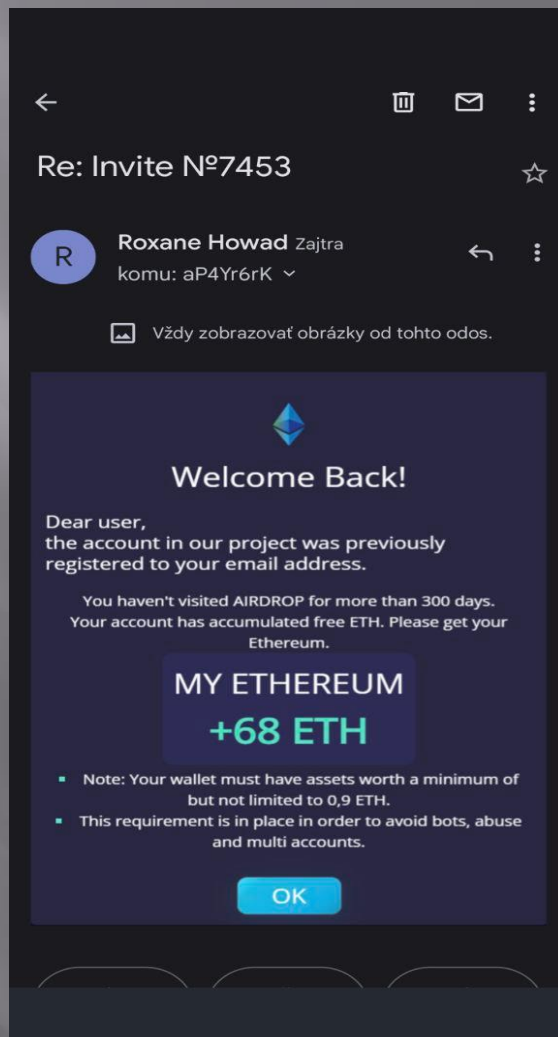 Re: Invite №7453
R
Roxane Howad Zajtra
komu: aP4Yr6rK
Vždy zobrazovať obrázky od tohto odos.
Welcome Back!
Dear user,
the account in our project was previously
registered to your email address.
You haven't visited AIRDROP for more than 300 days.
Your account has accumulated free ETH. Please get your
Ethereum.
MY ETHEREUM
+68 ETH
Note: Your wallet must have assets worth a minimum of
but not limited to 0,9 ETH.
This requirement is in place in order to avoid bots, abuse
and multi accounts.
OK